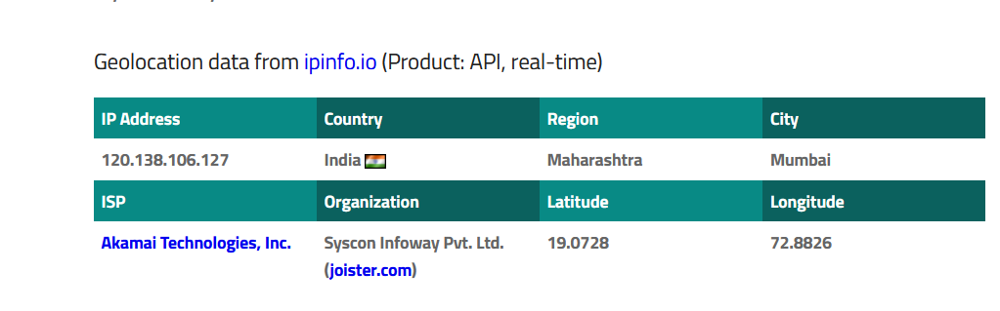 Geolocation data from ipinfo.io (Product: API, real-time)
IP Address Country Region City
120.138.106.127 India Maharashtra Mumbai
ISP Organization Latitude Longitude
Akamai Technologies, Inc. Syscon Infoway Pvt. Ltd. 19.0728 72.8826
(joister.com)